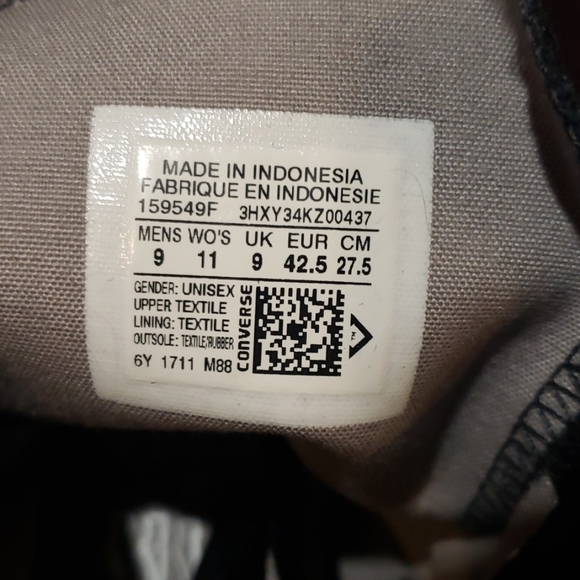 MADE IN INDONESIA
FABRIQUE EN INDONESIE
159549F 3HXY34KZ00437
MENS WO'S UK EUR CM
9 11 9 42.5 27.5
GENDER: UNISEX
UPPER TEXTILE
LINING: TEXTILE
OUTSOLE: TEXTILE/RUBBER
6Y 1711 M88
CONVERSE